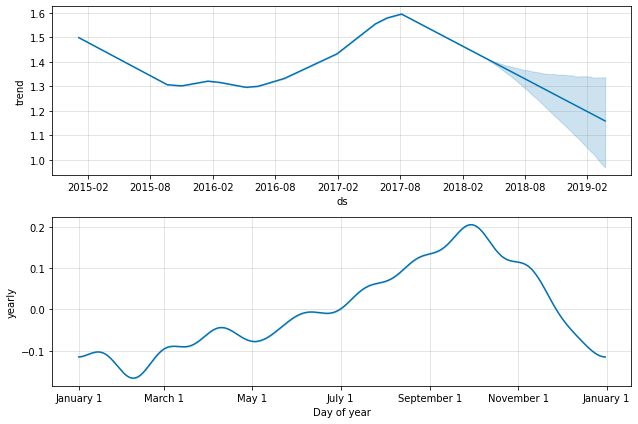 1.6
1.5
1.4
1.3
1.2
1.1
1.0
trend
2015-02 2015-08 2016-02 2016-08 2017-02 2017-08 2018-02 2018-08 2019-02
ds
0.2
0.1
0.0
−0.1
yearly
January 1 March 1 May 1 July 1 September 1 November 1 January 1
Day of year